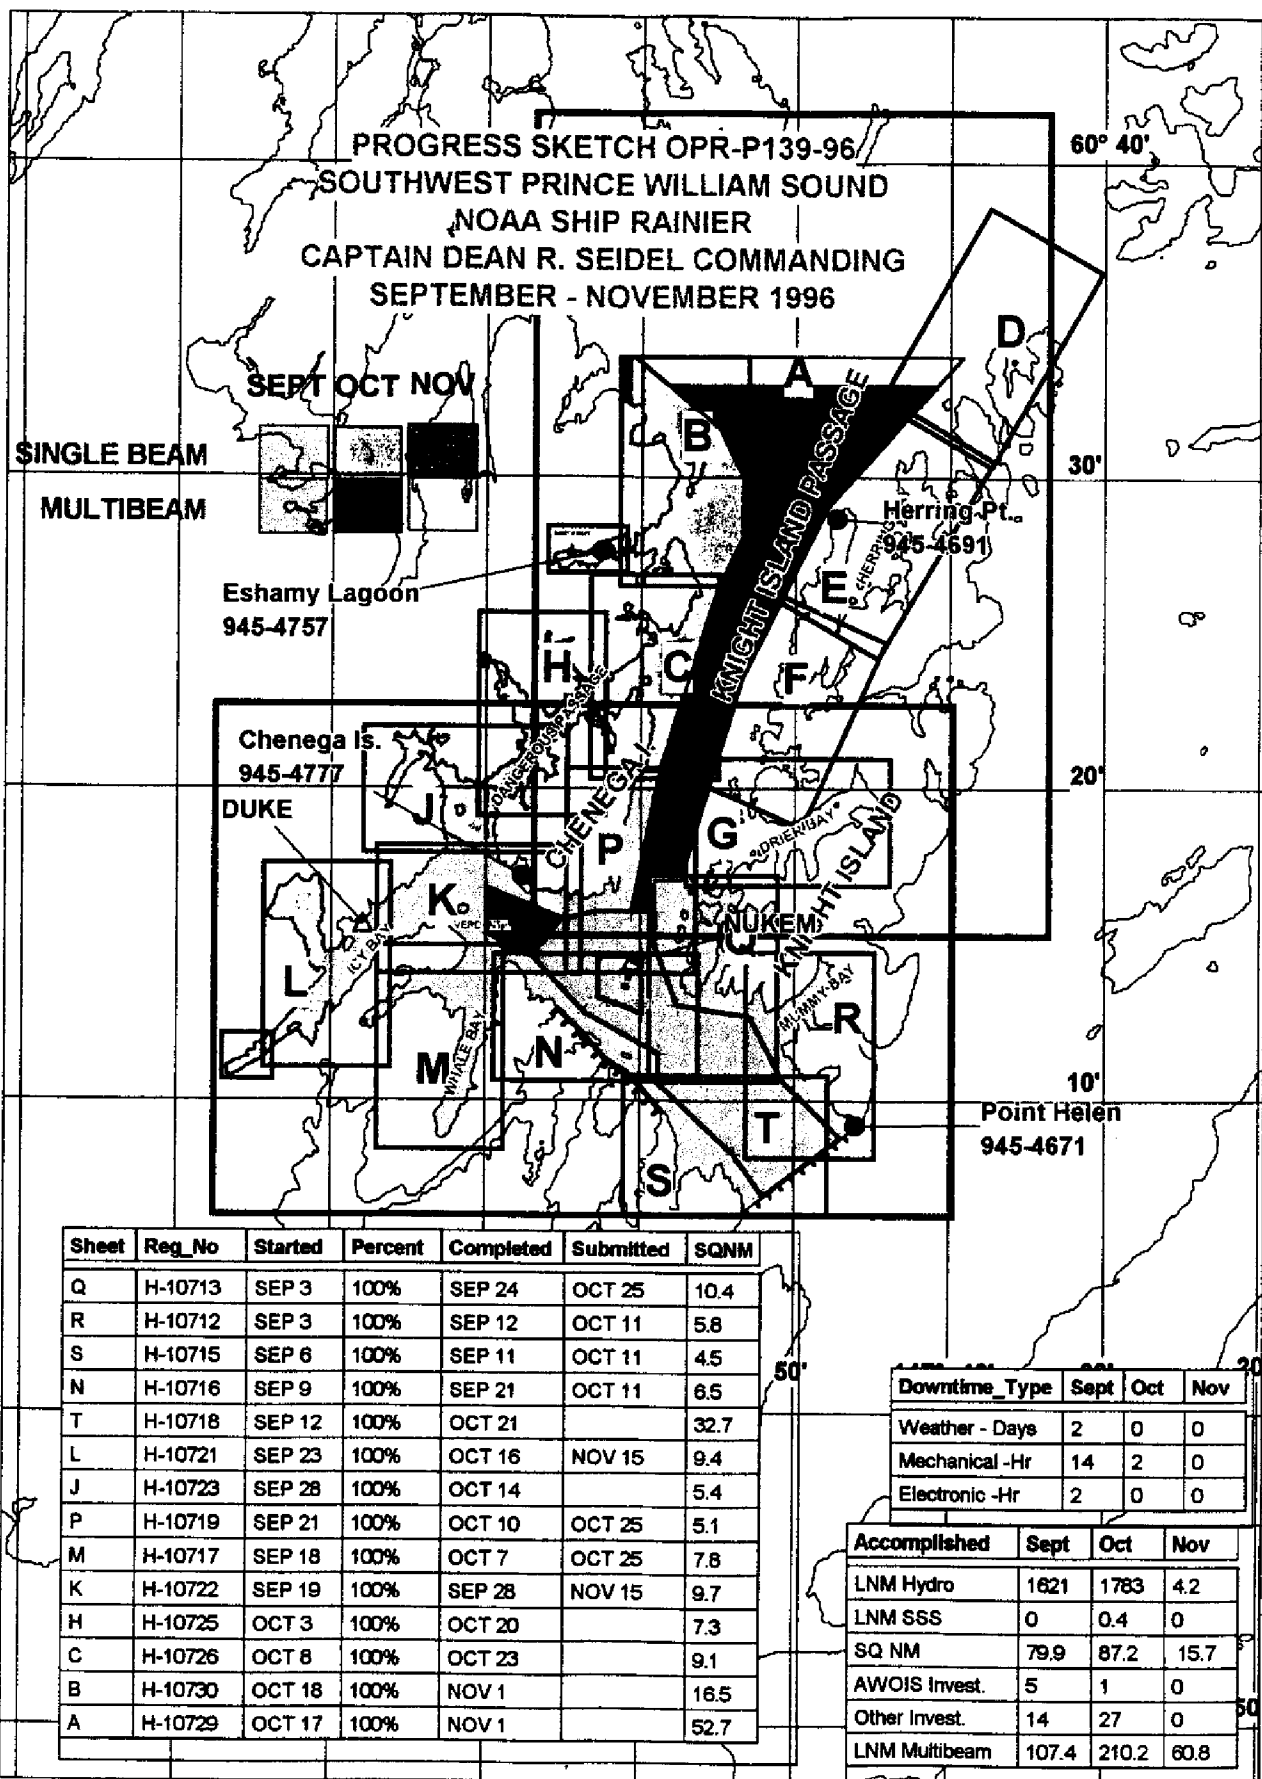 PROGRESS SKETCH OPR-P139-96
SOUTHWEST PRINCE WILLIAM SOUND
NOAA SHIP RAINIER
CAPTAIN DEAN R. SEIDEL COMMANDING
SEPTEMBER - NOVEMBER 1996
60° 40'
D
SEPT OCT NOV
A
B
SINGLE BEAM
MULTIBEAM
30'
KNIGHT ISLAND PASSAGE
Herring Pt.
945-4691
HERRING
E
Eshamy Lagoon
945-4757
H
C
F
DANGEROUS PASSAGE
Chenega Is.
945-4777
20'
DUKE
J
CHENEGA I.
P
G
DRIER BAY
KNIGHT ISLAND
K
ICY BAY
NUKEM
Q
L
MUMMY BAY
R
M
WHALE BAY
N
10'
Point Helen
945-4671
T
S
Sheet Reg_No Started Percent Completed Submitted SQNM
Q H-10713 SEP 3 100% SEP 24 OCT 25 10.4
R H-10712 SEP 3 100% SEP 12 OCT 11 5.8
S H-10715 SEP 6 100% SEP 11 OCT 11 4.5
N H-10716 SEP 9 100% SEP 21 OCT 11 6.5
T H-10718 SEP 12 100% OCT 21 32.7
L H-10721 SEP 23 100% OCT 16 NOV 15 9.4
J H-10723 SEP 28 100% OCT 14 5.4
P H-10719 SEP 21 100% OCT 10 OCT 25 5.1
M H-10717 SEP 18 100% OCT 7 OCT 25 7.8
K H-10722 SEP 19 100% SEP 28 NOV 15 9.7
H H-10725 OCT 3 100% OCT 20 7.3
C H-10726 OCT 8 100% OCT 23 9.1
B H-10730 OCT 18 100% NOV 1 16.5
A H-10729 OCT 17 100% NOV 1 52.7
50'
20
Downtime_Type Sept Oct Nov
Weather - Days 2 0 0
Mechanical -Hr 14 2 0
Electronic -Hr 2 0 0
Accomplished Sept Oct Nov
LNM Hydro 1621 1783 4.2
LNM SSS 0 0.4 0
SQ NM 79.9 87.2 15.7
AWOIS Invest. 5 1 0
Other Invest. 14 27 0
LNM Multibeam 107.4 210.2 60.8
50